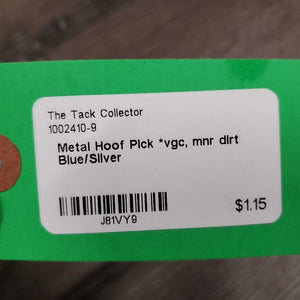 The Tack Collector
1002410-9
Metal Hoof Pick *vgc, mnr dirt
Blue/Silver
J81VY9
$1.15